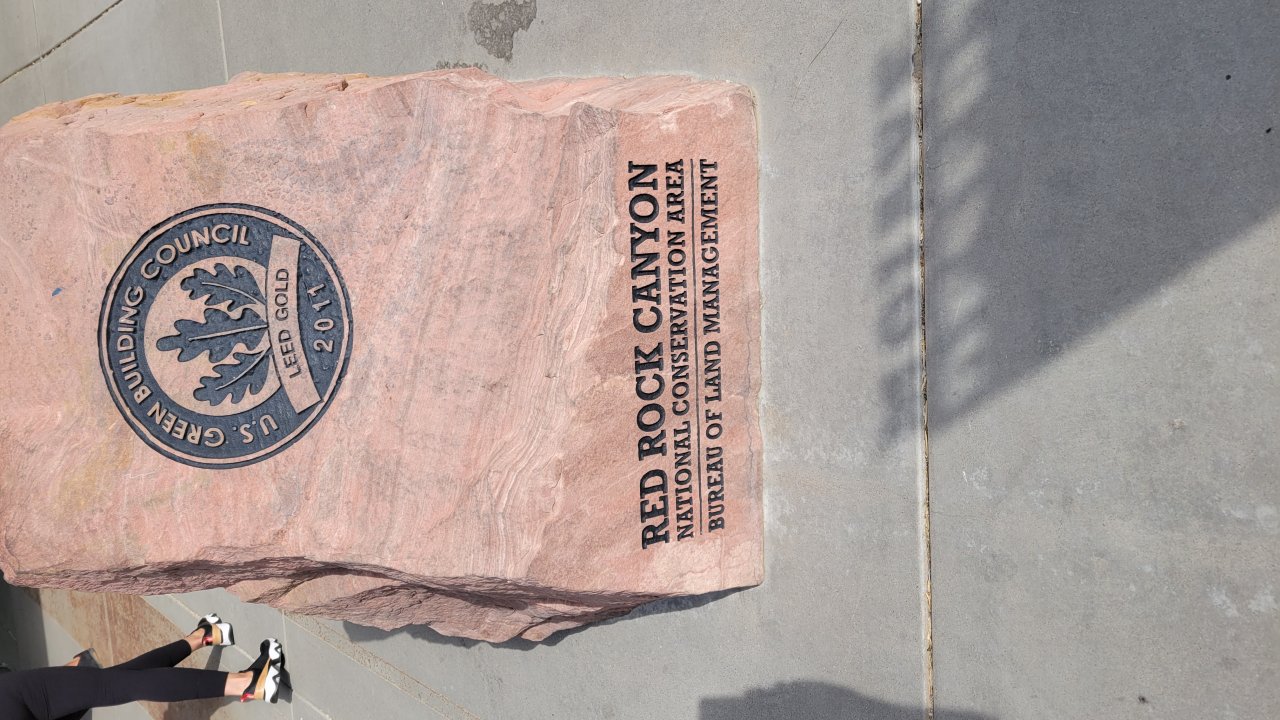 U.S. GREEN BUILDING COUNCIL
LEED GOLD
2011
RED ROCK CANYON
NATIONAL CONSERVATION AREA
BUREAU OF LAND MANAGEMENT